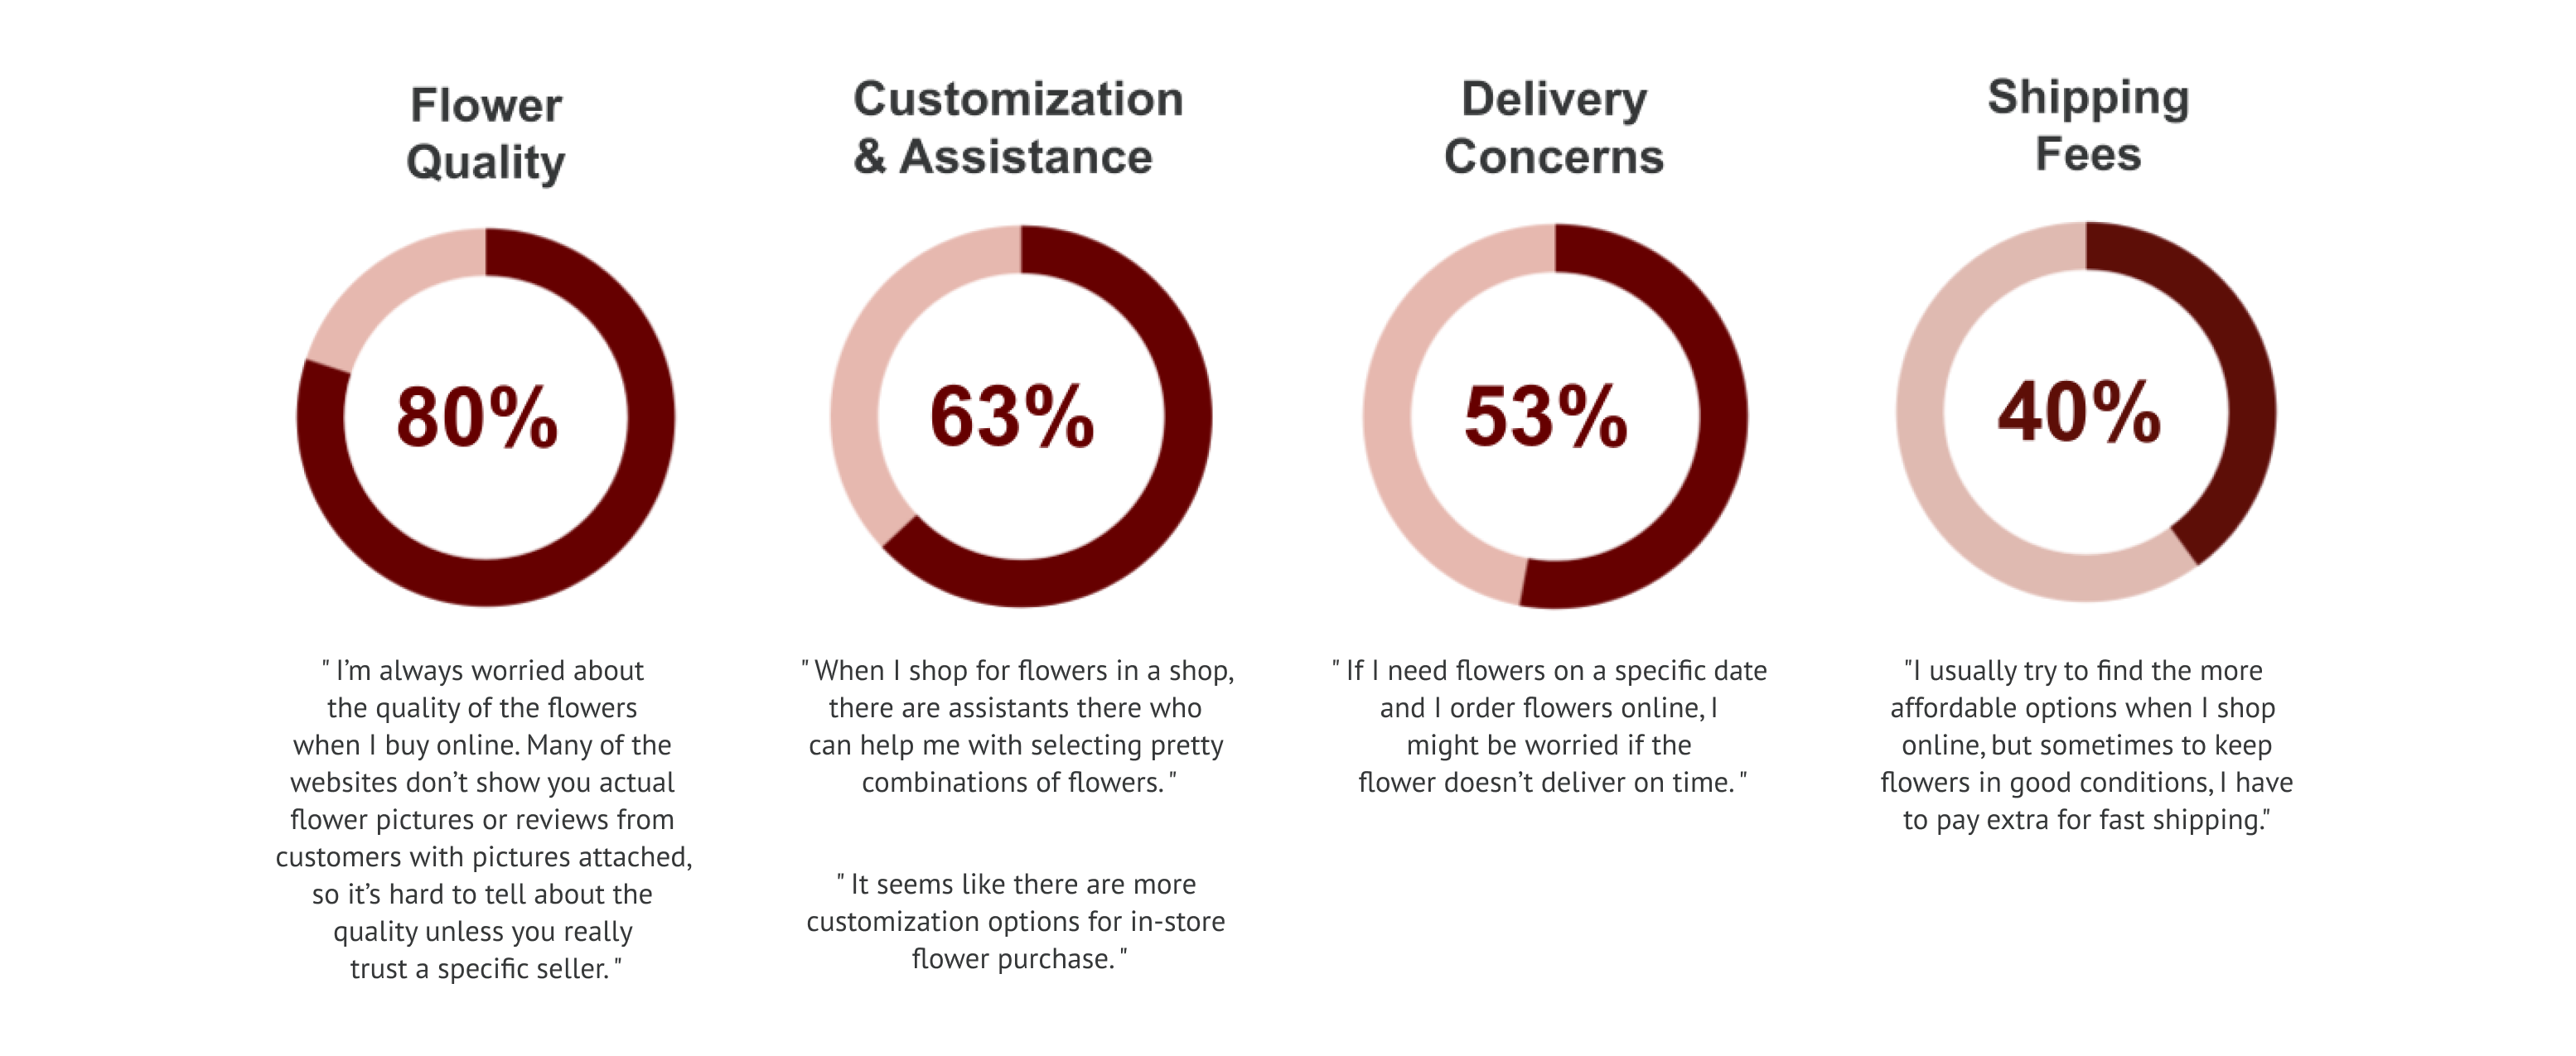 Flower
Quality
80%
" I’m always worried about
the quality of the flowers
when I buy online. Many of the
websites don’t show you actual
flower pictures or reviews from
customers with pictures attached,
so it’s hard to tell about the
quality unless you really
trust a specific seller. "
Customization
& Assistance
63%
" When I shop for flowers in a shop,
there are assistants there who
can help me with selecting pretty
combinations of flowers. "
" It seems like there are more
customization options for in-store
flower purchase. "
Delivery
Concerns
53%
" If I need flowers on a specific date
and I order flowers online, I
might be worried if the
flower doesn’t deliver on time. "
Shipping
Fees
40%
"I usually try to find the more
affordable options when I shop
online, but sometimes to keep
flowers in good conditions, I have
to pay extra for fast shipping."